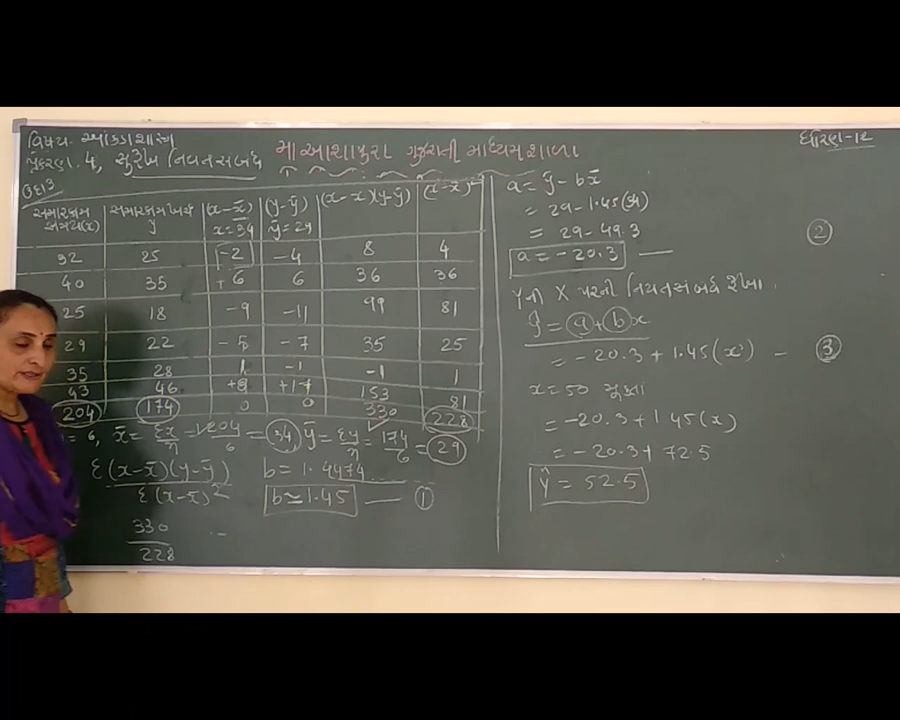 વિષય. આંકડાશાસ્ત્ર
પ્રકરણ. 4, સુરેખ નિયતસંબંધ
મા આશાપુરા ગુજરાતી માધ્યમ શાળા
ધોરણ-12
(x-x̄) (y-ȳ) (x-x̄)(y-ȳ) (x-x̄)²
y x̄=34 ȳ=29
32 25 -2 -4 8 4
40 35 +6 6 36 36
25 18 -9 -11 99 81
29 22 -5 -7 35 25
35 28 1 -1 -1 1
43 46 +9 +17 153 81
204 174 0 0 330 228
= 6, x̄ = Σx/n = 204/6 = 34 ȳ = Σy/n = 174/6 = 29
Σ(x-x̄)(y-ȳ)
Σ(x-x̄)²
330
228
b = 1.4474
b ≃ 1.45 — 1
a = ȳ - bx̄
= 29 - 1.45(34)
= 29 - 49.3
a = -20.3 — 2
Yની X પરની નિયતસંબંધ રેખા
ŷ = a + bx
= -20.3 + 1.45(x) - 3
x = 50 મૂકતા
= -20.3 + 1.45(x)
= -20.3 + 72.5
ŷ = 52.5